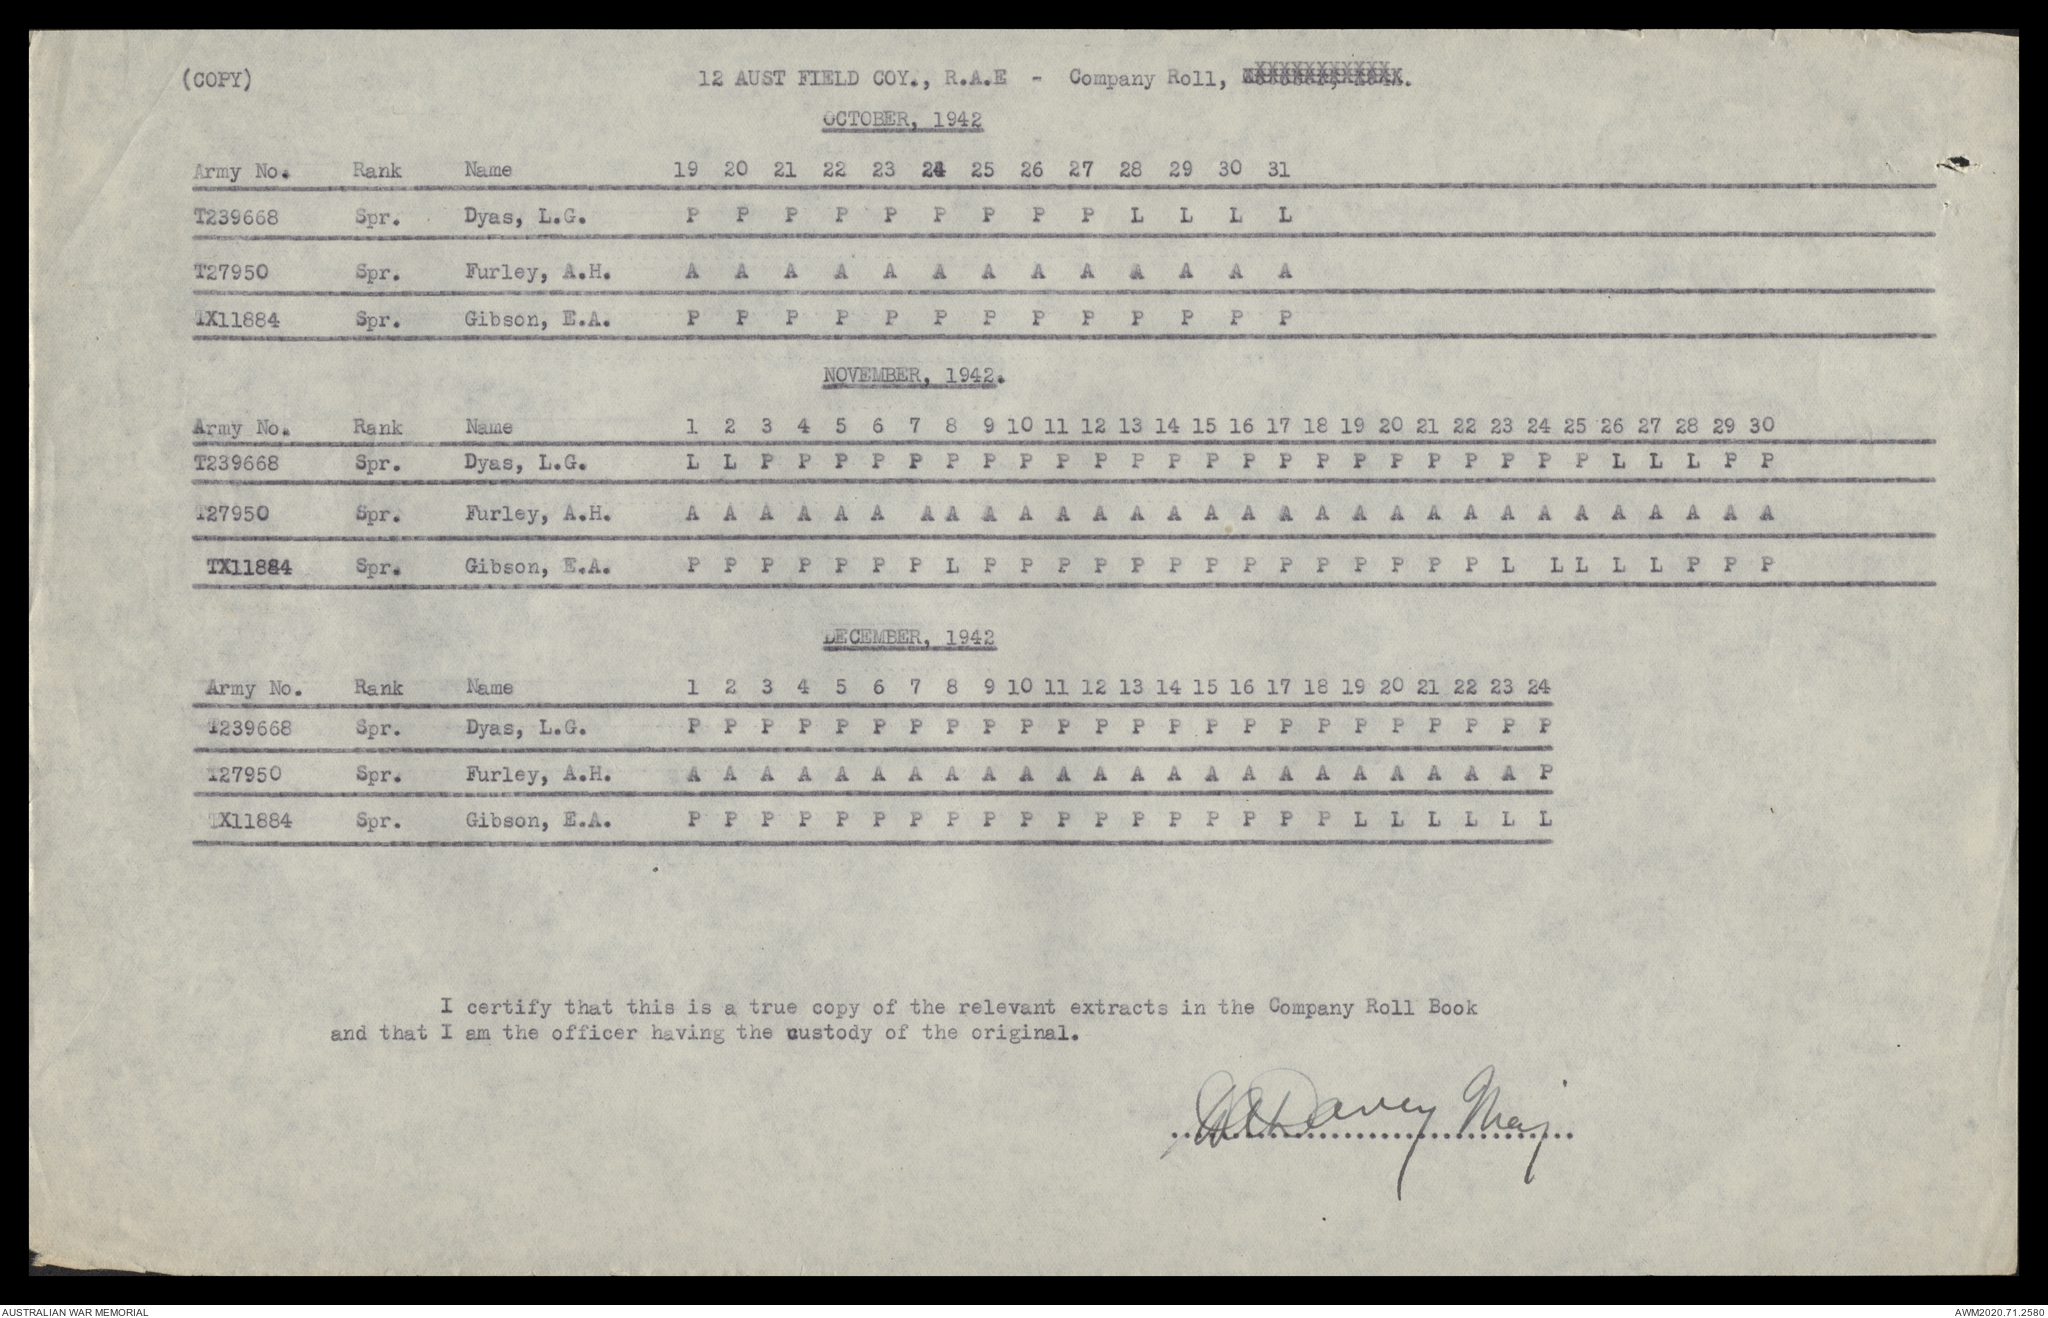 (COPY) 12 AUST FIELD COY., R.A.E - Company Roll,
OCTOBER, 1942
Army No. Rank Name 19 20 21 22 23 24 25 26 27 28 29 30 31
T239668 Spr. Dyas, L.G. P P P P P P P P P L L L L
T27950 Spr. Furley, A.H. A A A A A A A A A A A A A
TX11884 Spr. Gibson, E.A. P P P P P P P P P P P P P
NOVEMBER, 1942.
Army No. Rank Name 1 2 3 4 5 6 7 8 9 10 11 12 13 14 15 16 17 18 19 20 21 22 23 24 25 26 27 28 29 30
T239668 Spr. Dyas, L.G. L L P P P P P P P P P P P P P P P P P P P P P P P L L L P P
T27950 Spr. Furley, A.H. A A A A A A A A A A A A A A A A A A A A A A A A A A A A A A
TX11884 Spr. Gibson, E.A. P P P P P P P L P P P P P P P P P P P P P P L L L L L P P P
DECEMBER, 1942
Army No. Rank Name 1 2 3 4 5 6 7 8 9 10 11 12 13 14 15 16 17 18 19 20 21 22 23 24
T239668 Spr. Dyas, L.G. P P P P P P P P P P P P P P P P P P P P P P P P
T27950 Spr. Furley, A.H. A A A A A A A A A A A A A A A A A A A A A A A P
TX11884 Spr. Gibson, E.A. P P P P P P P P P P P P P P P P P P L L L L L L
I certify that this is a true copy of the relevant extracts in the Company Roll Book
and that I am the officer having the custody of the original.
Davey Maj
AUSTRALIAN WAR MEMORIAL AWM2020.71.2580